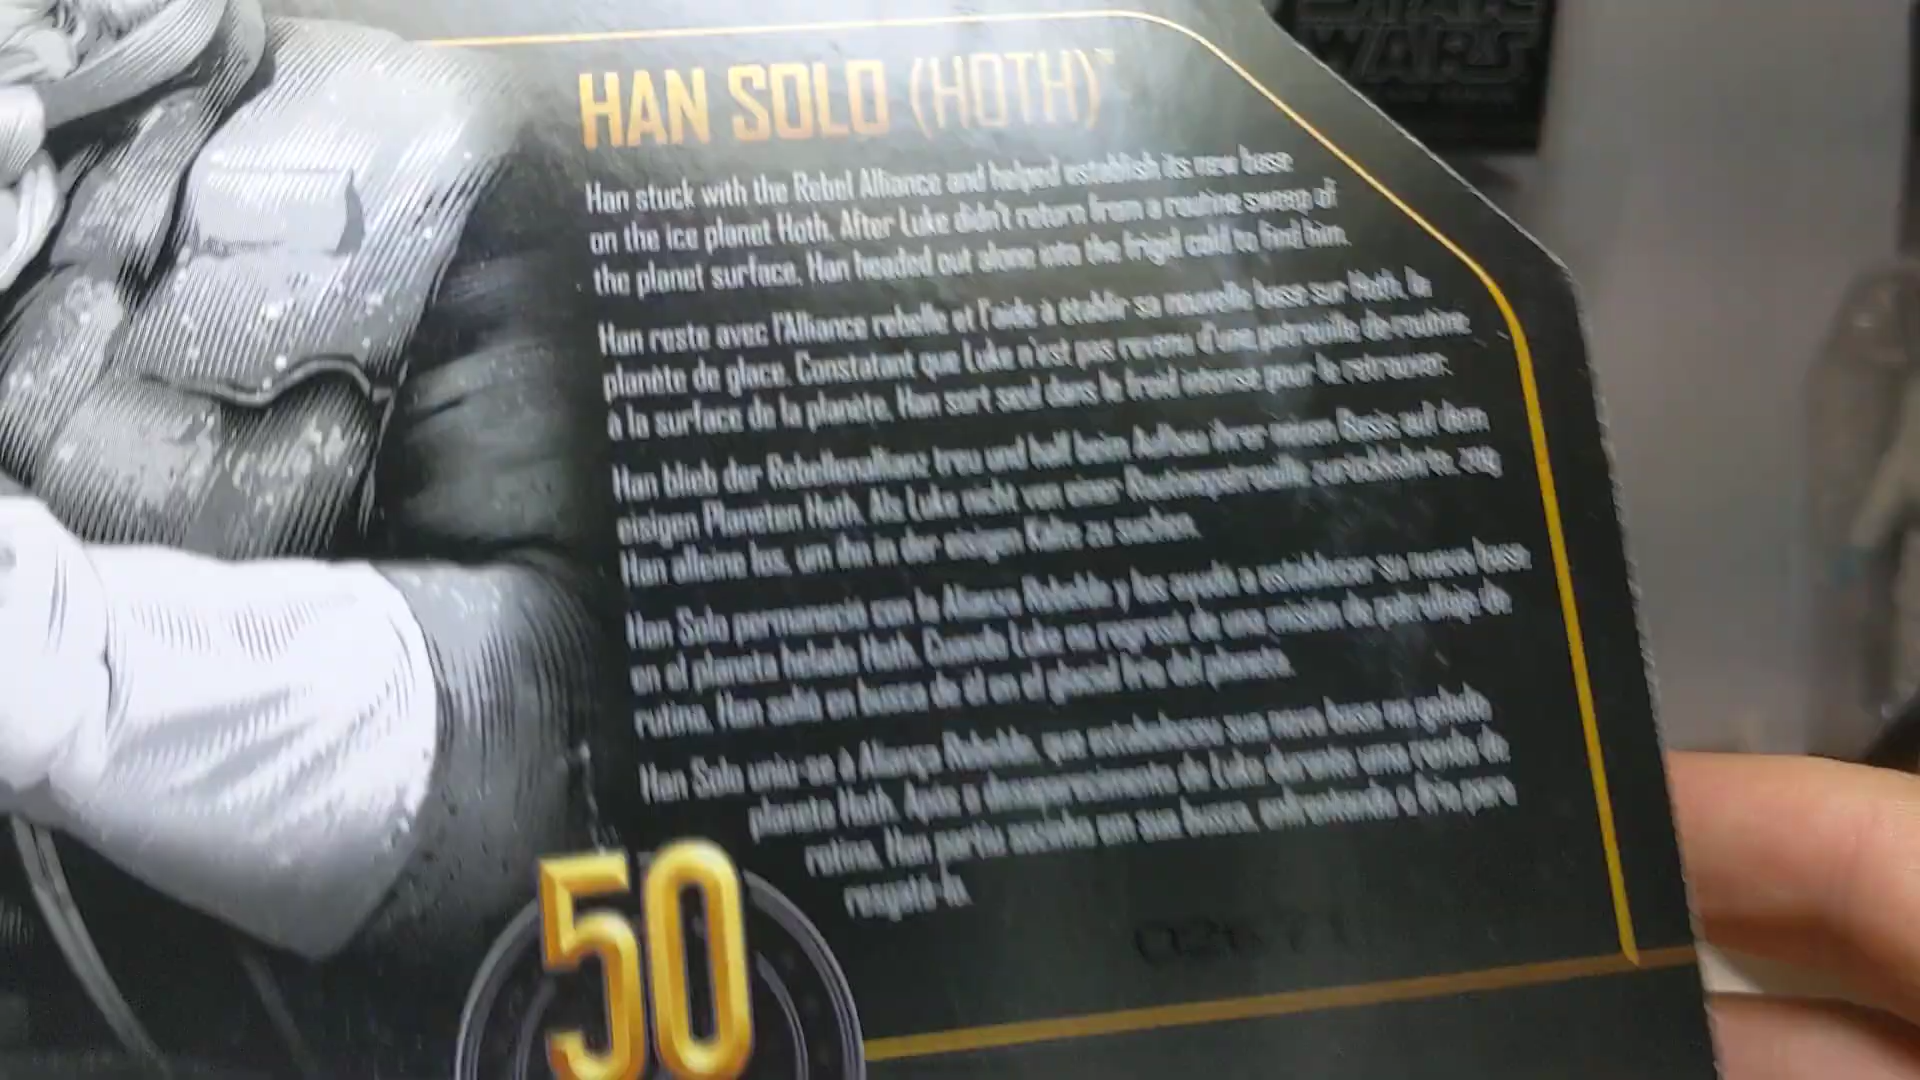 STAR
WARS
HAN SOLO (HOTH)™
Han stuck with the Rebel Alliance and helped establish its new base
on the ice planet Hoth. After Luke didn't return from a routine sweep of
the planet surface, Han headed out alone into the frigid cold to find him.
Han reste avec l'Alliance rebelle et l'aide à établir sa nouvelle base sur Hoth, la
planète de glace. Constatant que Luke n'est pas revenu d'une patrouille de routine
à la surface de la planète, Han sort seul dans le froid intense pour le retrouver.
Han blieb der Rebellenallianz treu und half beim Aufbau ihrer neuen Basis auf dem
eisigen Planeten Hoth. Als Luke nicht von einer Routinepatrouille zurückkehrte, zog
Han alleine los, um ihn in der eisigen Kälte zu suchen.
Han Solo permaneció con la Alianza Rebelde y les ayudó a establecer su nueva base
en el planeta helado Hoth. Cuando Luke no regresó de una misión de patrullaje de
rutina, Han salió en busca de él en el glacial frío del planeta.
Han Solo uniu-se à Aliança Rebelde, que estabeleceu sua nova base no gelado
planeta Hoth. Após o desaparecimento de Luke durante uma ronda de
rotina, Han partiu sozinho em sua busca, enfrentando o frio para
resgatá-lo.
50